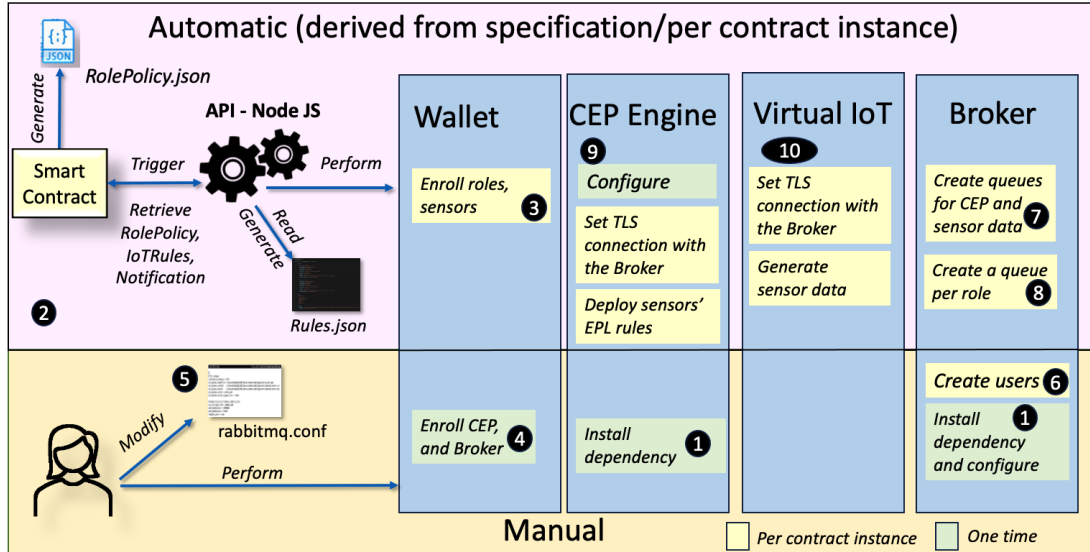 Automatic (derived from specification/per contract instance)
{;}
JSON
RolePolicy.json
Generate
Smart
Contract
Trigger
Retrieve
RolePolicy,
IoTRules,
Notification
API - Node JS
Perform
Read
Generate
Rules.json
2
Wallet
Enroll roles,
sensors
3
CEP Engine
9
Configure
Set TLS
connection with
the Broker
Deploy sensors’
EPL rules
Virtual IoT
10
Set TLS
connection with
the Broker
Generate
sensor data
Broker
Create queues
for CEP and
sensor data
7
Create a queue
per role
8
5
rabbitmq.conf
Modify
Perform
Enroll CEP,
and Broker
4
Install
dependency
1
Create users
6
Install
dependency
and configure
1
Manual
Per contract instance
One time